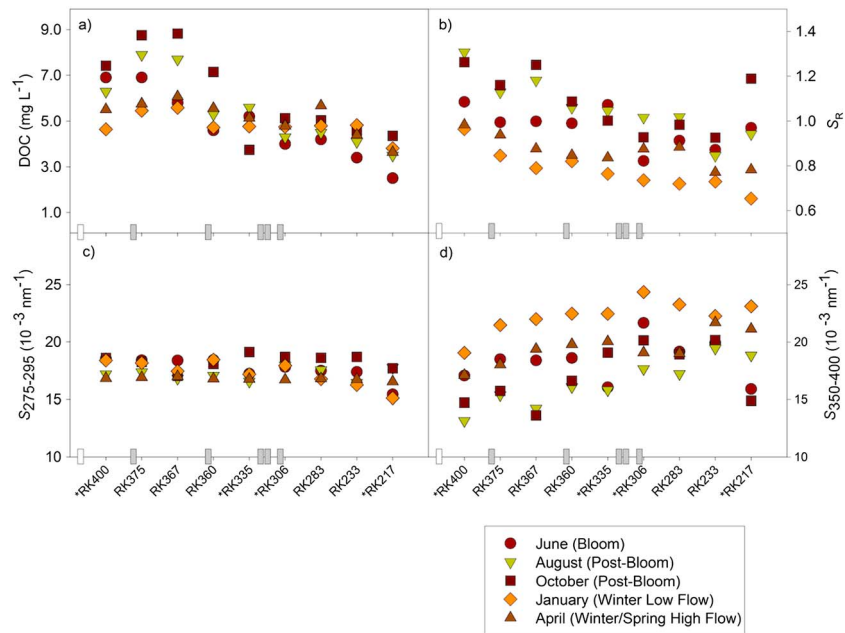 a)
b)
9.0
7.0
5.0
3.0
1.0
DOC (mg L⁻¹)
1.4
1.2
1.0
0.8
0.6
S_R
c)
d)
25
20
15
10
S275-295 (10⁻³ nm⁻¹)
25
20
15
10
S350-400 (10⁻³ nm⁻¹)
*RK400 RK375 RK367 RK360 *RK335 *RK306 RK283 RK233 *RK217
*RK400 RK375 RK367 RK360 *RK335 *RK306 RK283 RK233 *RK217
June (Bloom)
August (Post-Bloom)
October (Post-Bloom)
January (Winter Low Flow)
April (Winter/Spring High Flow)